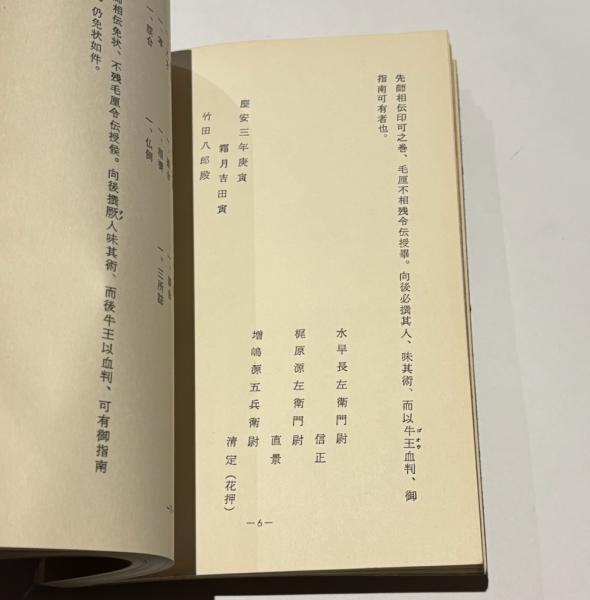 先師相伝印可之巻、毛厘不相残令伝授畢。向後必撰其人、味其術、而以牛王血判、御
ゴオウ
指南可有者也。
水早長左衛門尉
信正
梶原源左衛門尉
直景
増嶋源五兵衛尉
清定（花押）
慶安三年庚寅
霜月吉田寅
竹田八郎殿
—6—
一、三所詰
一、仏倒
師相伝免状、不残毛厘令伝授候。向後撰厥人味其術、而後牛王以血判、可有御指南
仍免状如件。